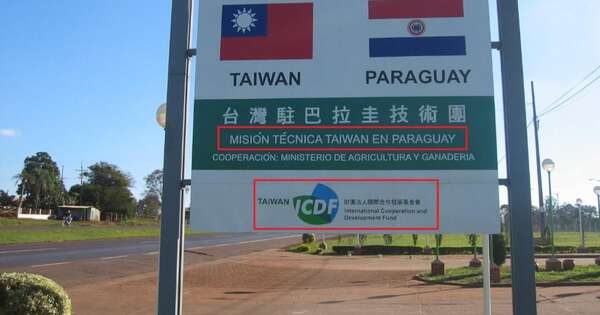 TAIWAN PARAGUAY
台灣駐巴拉圭技術團
MISIÓN TÉCNICA TAIWAN EN PARAGUAY
COOPERACIÓN: MINISTERIO DE AGRICULTURA Y GANADERIA
TAIWAN ICDF 財團法人國際合作發展基金會
International Cooperation and
Development Fund